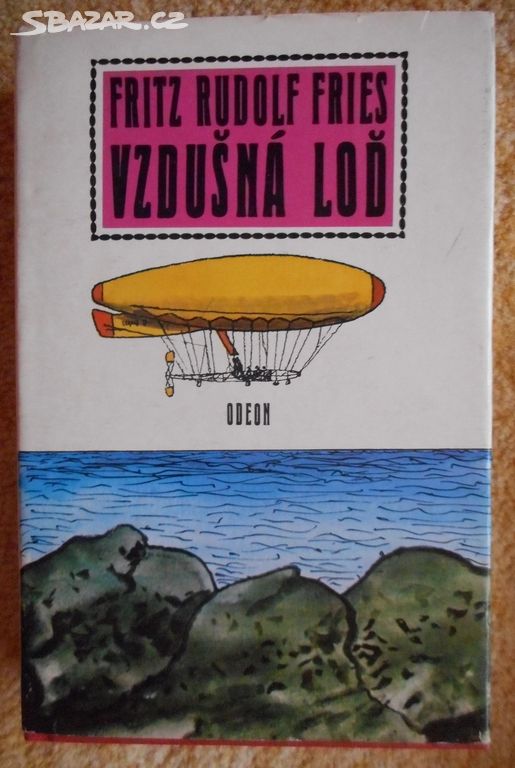 SBAZAR.CZ
FRITZ RUDOLF FRIES
VZDUŠNÁ LOĎ
ODEON